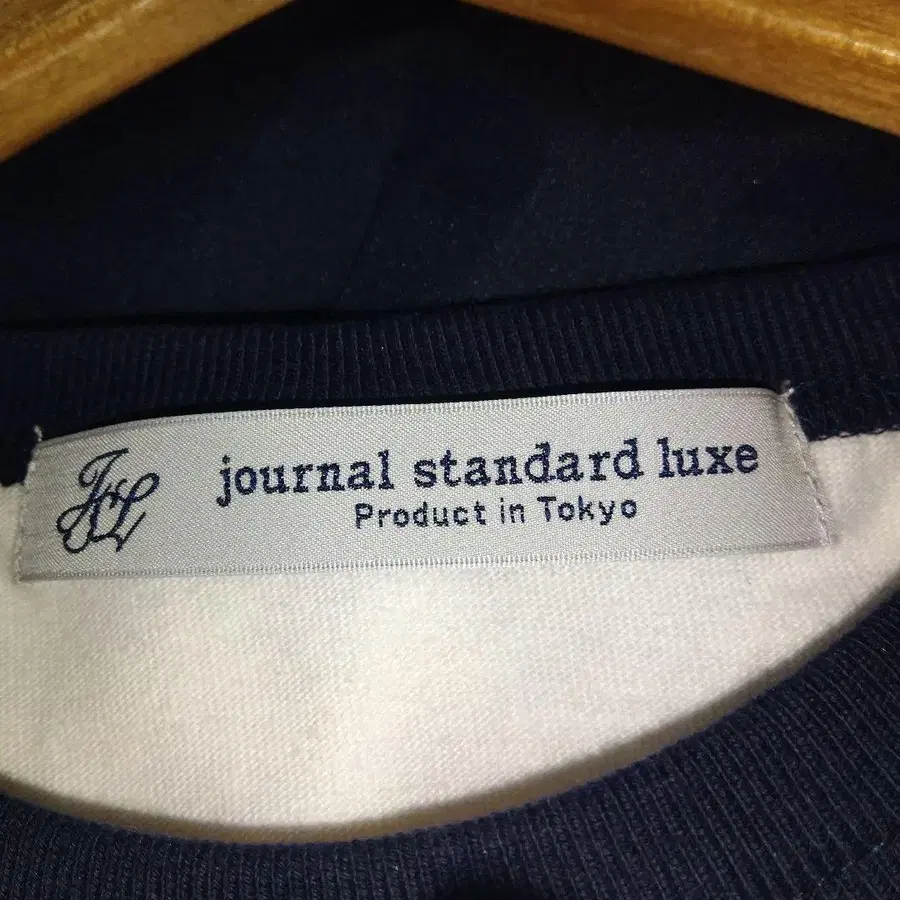 JSL
journal standard luxe
Product in Tokyo